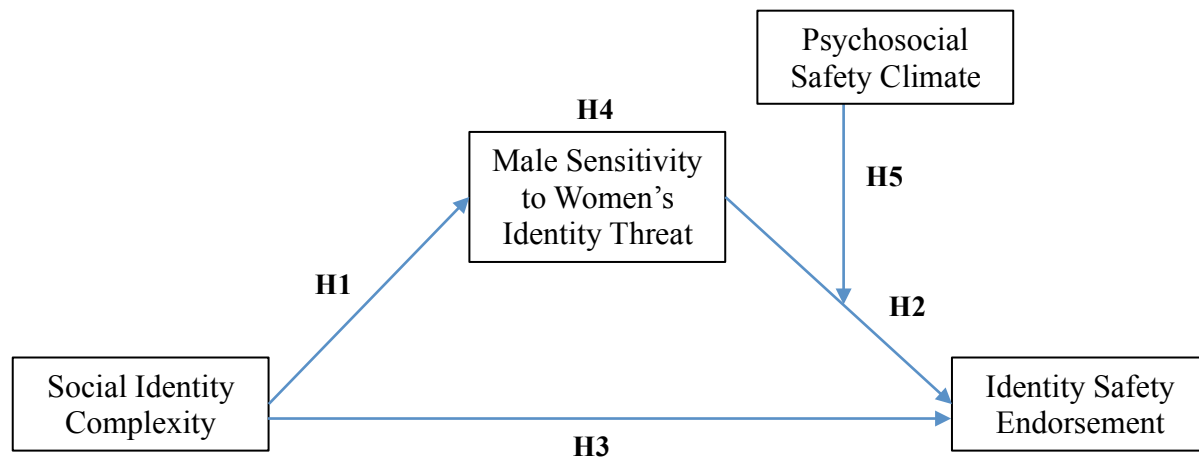 Psychosocial
Safety Climate
H4
Male Sensitivity
to Women’s
Identity Threat
H5
H1
H2
Social Identity
Complexity
Identity Safety
Endorsement
H3